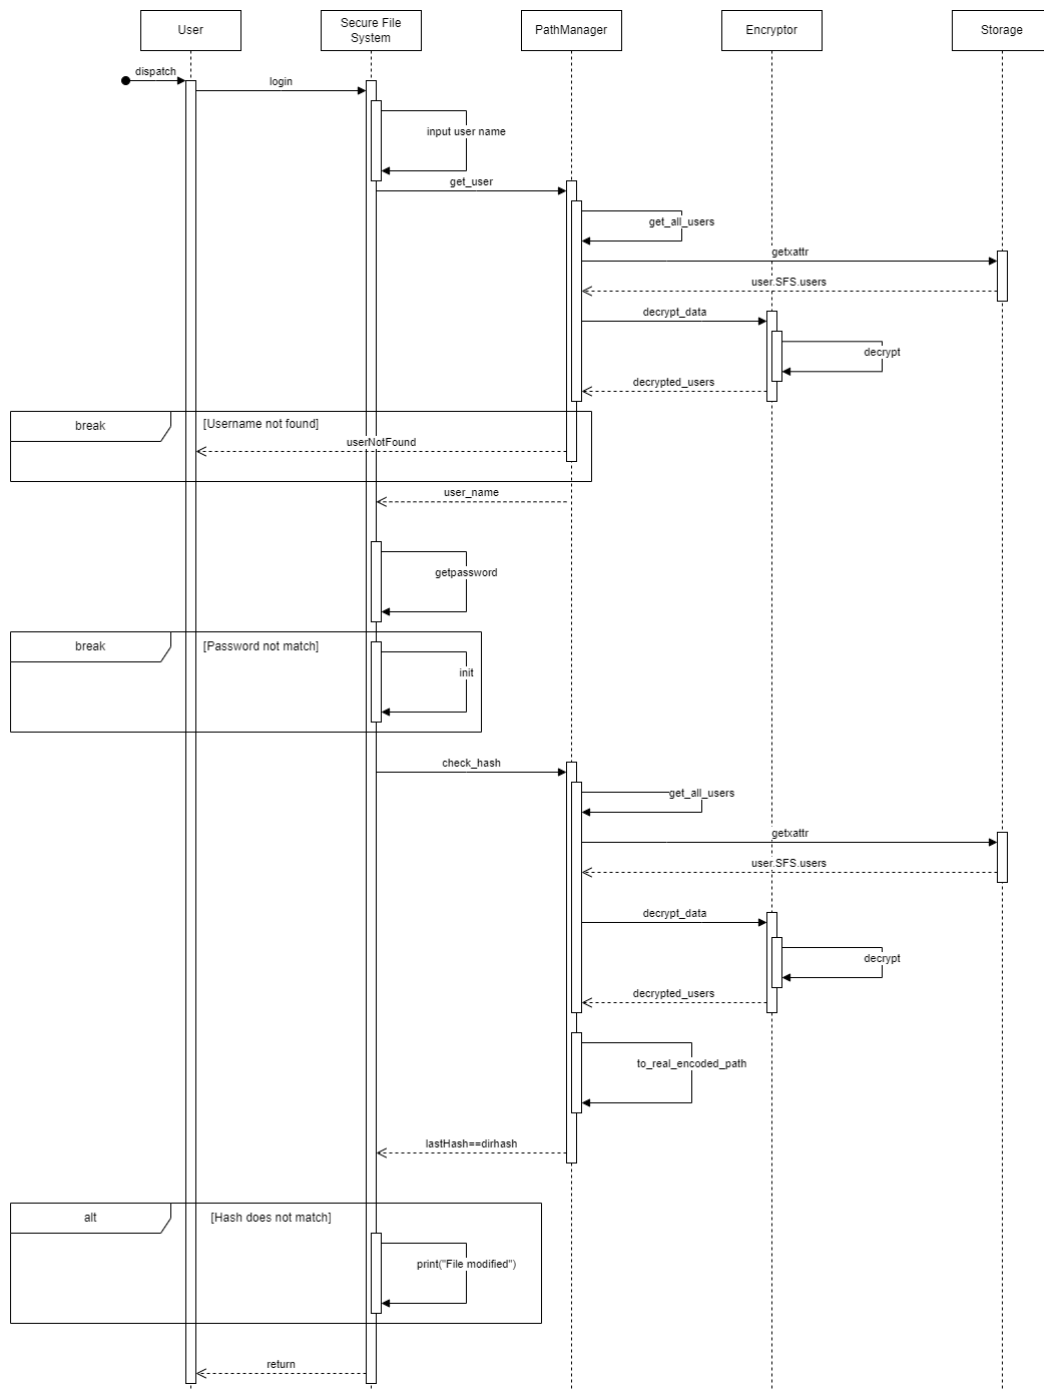 User
Secure File
System
PathManager
Encryptor
Storage
dispatch
login
input user name
get_user
get_all_users
getxattr
user.SFS.users
decrypt_data
decrypt
decrypted_users
break
[Username not found]
userNotFound
user_name
getpassword
break
[Password not match]
init
check_hash
get_all_users
getxattr
user.SFS.users
decrypt_data
decrypt
decrypted_users
to_real_encoded_path
lastHash==dirhash
alt
[Hash does not match]
print("File modified")
return